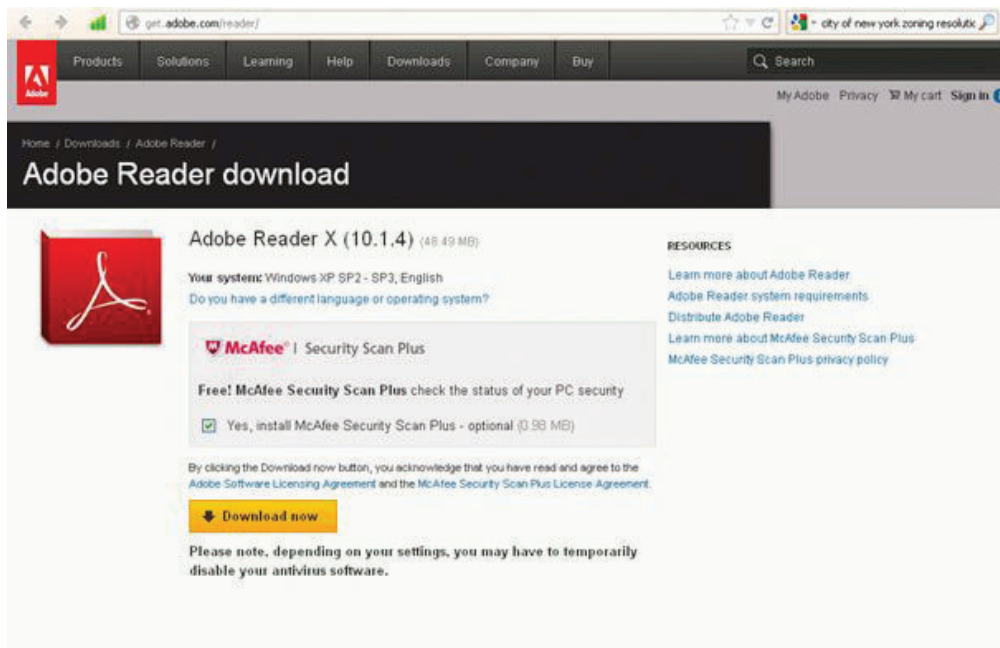 get.adobe.com/reader/
city of new york zoning resolutic
Adobe
Products Solutions Learning Help Downloads Company Buy
Search
My Adobe Privacy My cart Sign in
Home / Downloads / Adobe Reader /
Adobe Reader download
Adobe Reader X (10.1.4) (48.49 MB)
Your system: Windows XP SP2 - SP3, English
Do you have a different language or operating system?
McAfee® | Security Scan Plus
Free! McAfee Security Scan Plus check the status of your PC security
Yes, install McAfee Security Scan Plus - optional (0.98 MB)
By clicking the Download now button, you acknowledge that you have read and agree to the
Adobe Software Licensing Agreement and the McAfee Security Scan Plus License Agreement.
Download now
Please note, depending on your settings, you may have to temporarily
disable your antivirus software.
RESOURCES
Learn more about Adobe Reader
Adobe Reader system requirements
Distribute Adobe Reader
Learn more about McAfee Security Scan Plus
McAfee Security Scan Plus privacy policy